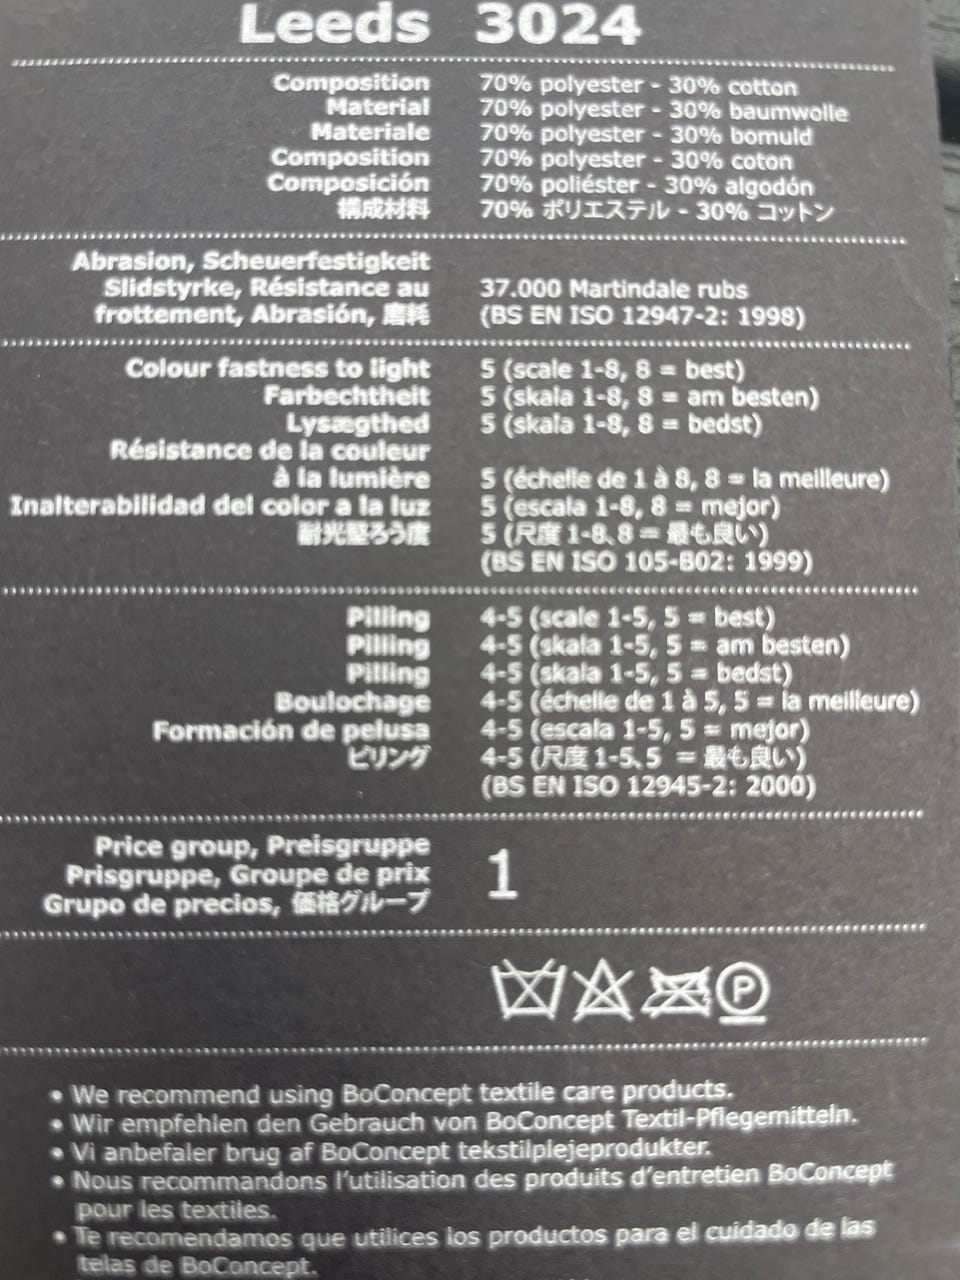 Leeds 3024
Composition 70% polyester - 30% cotton
Material 70% polyester - 30% baumwolle
Materiale 70% polyester - 30% bomuld
Composition 70% polyester - 30% coton
Composición 70% poliéster - 30% algodón
構成材料 70% ポリエステル - 30% コットン
Abrasion, Scheuerfestigkeit
Slidstyrke, Résistance au 37.000 Martindale rubs
frottement, Abrasión, 磨耗 (BS EN ISO 12947-2: 1998)
Colour fastness to light 5 (scale 1-8, 8 = best)
Farbechtheit 5 (skala 1-8, 8 = am besten)
Lysægthed 5 (skala 1-8, 8 = bedst)
Résistance de la couleur
à la lumière 5 (échelle de 1 à 8, 8 = la meilleure)
Inalterabilidad del color a la luz 5 (escala 1-8, 8 = mejor)
耐光堅ろう度 5 (尺度 1-8、8 = 最も良い)
(BS EN ISO 105-B02: 1999)
Pilling 4-5 (scale 1-5, 5 = best)
Pilling 4-5 (skala 1-5, 5 = am besten)
Pilling 4-5 (skala 1-5, 5 = bedst)
Boulochage 4-5 (échelle de 1 à 5, 5 = la meilleure)
Formación de pelusa 4-5 (escala 1-5, 5 = mejor)
ピリング 4-5 (尺度 1-5、5 = 最も良い)
(BS EN ISO 12945-2: 2000)
Price group, Preisgruppe
Prisgruppe, Groupe de prix 1
Grupo de precios, 価格グループ
P
• We recommend using BoConcept textile care products.
• Wir empfehlen den Gebrauch von BoConcept Textil-Pflegemitteln.
• Vi anbefaler brug af BoConcept tekstilplejeprodukter.
• Nous recommandons l'utilisation des produits d'entretien BoConcept
pour les textiles.
• Te recomendamos que utilices los productos para el cuidado de las
telas de BoConcept.